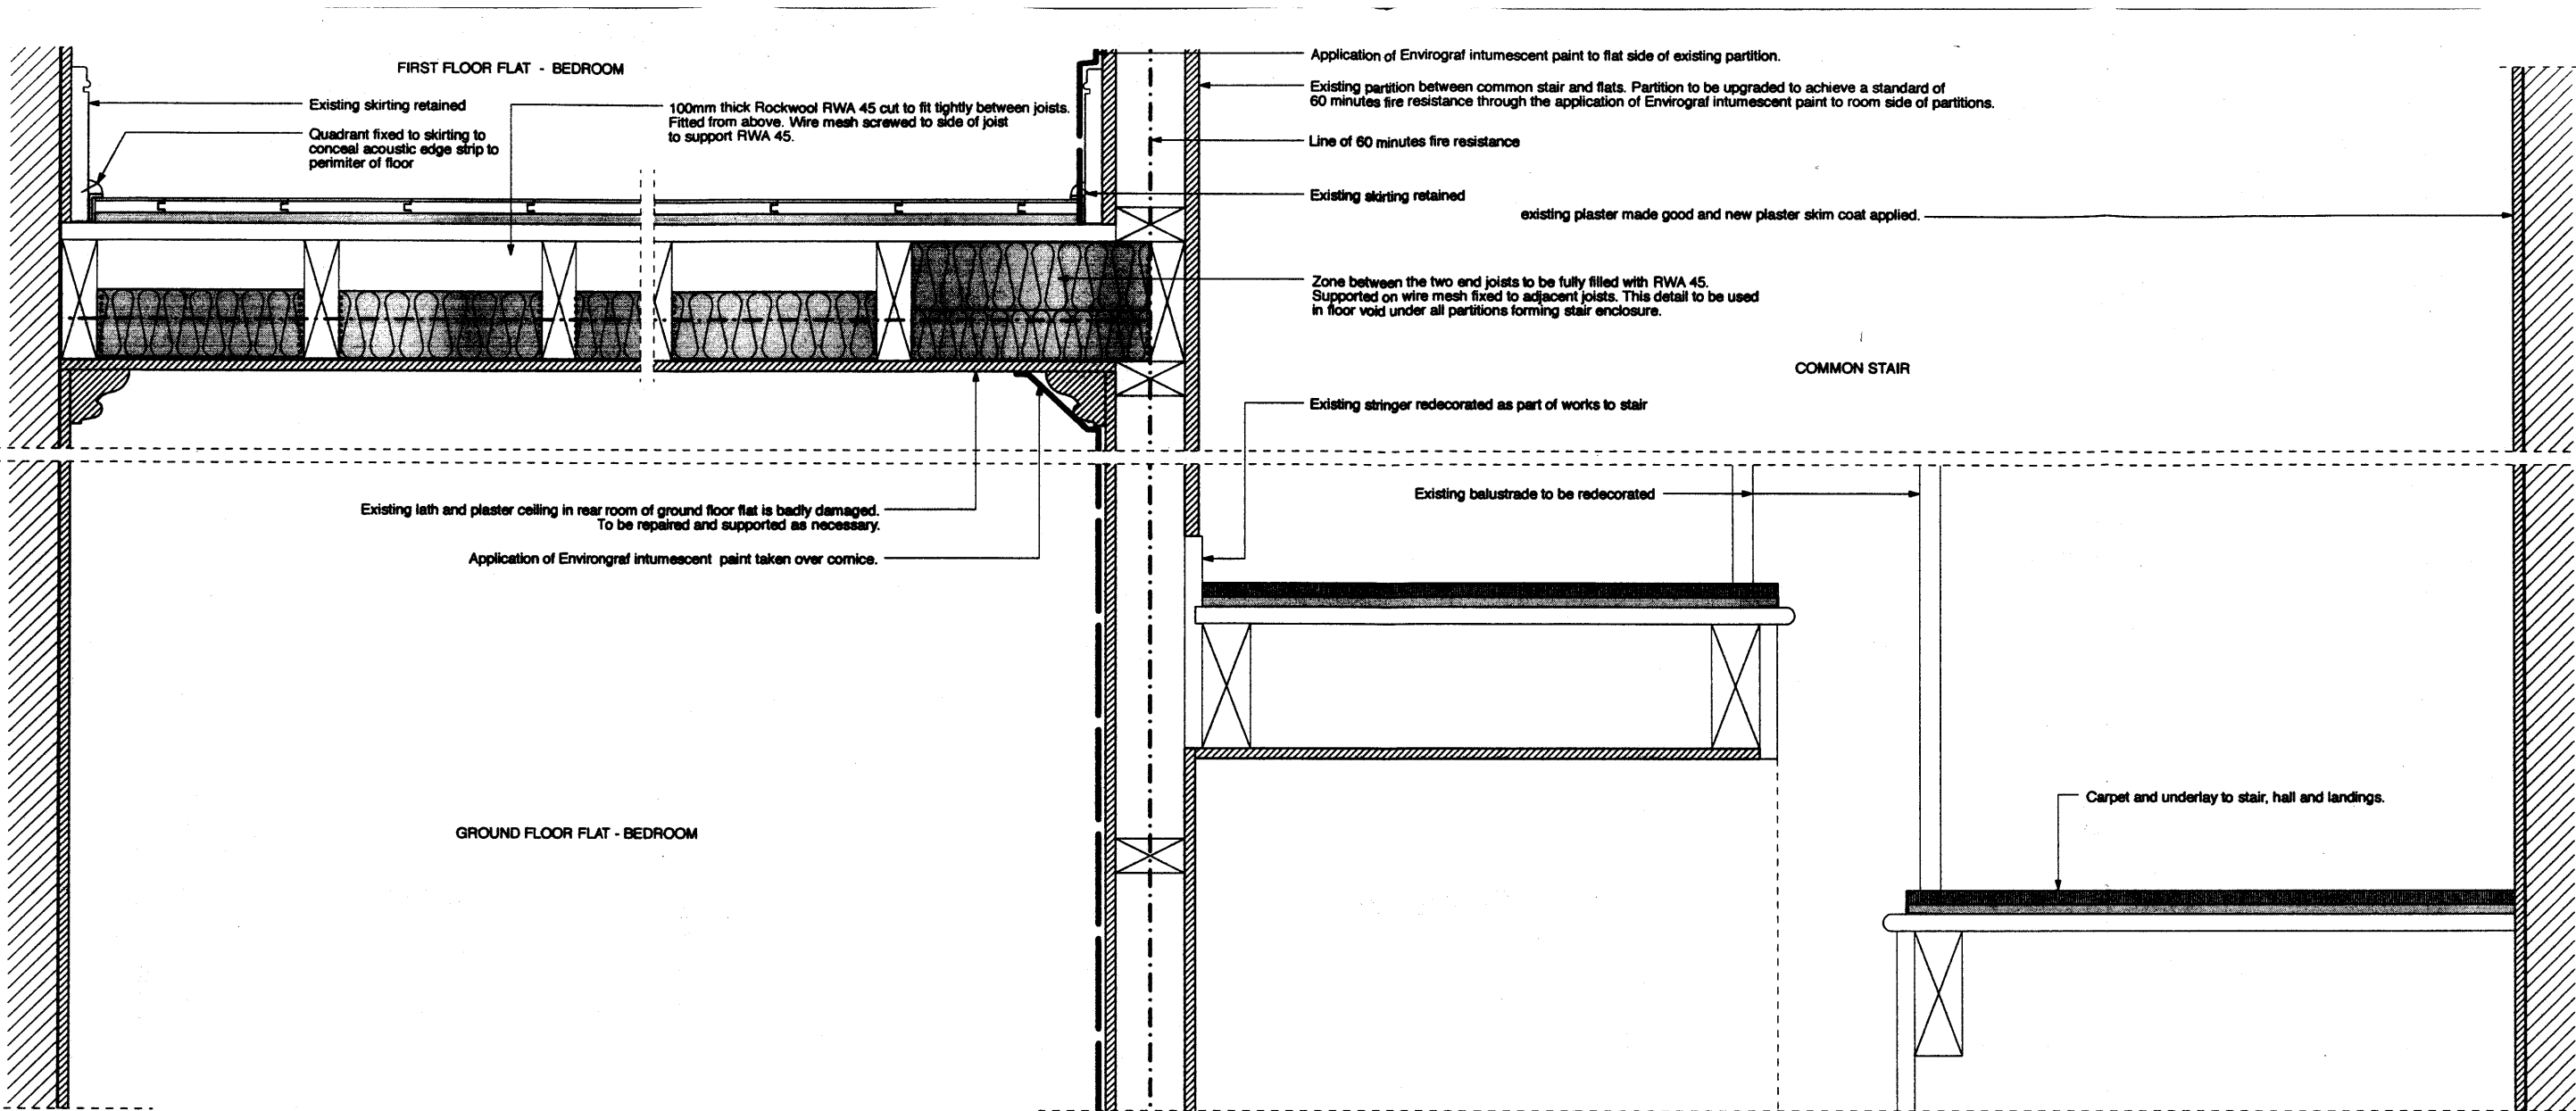 FIRST FLOOR FLAT - BEDROOM
Existing skirting retained
Quadrant fixed to skirting to
conceal acoustic edge strip to
perimiter of floor
100mm thick Rockwool RWA 45 cut to fit tightly between joists.
Fitted from above. Wire mesh screwed to side of joist
to support RWA 45.
Application of Envirograf intumescent paint to flat side of existing partition.
Existing partition between common stair and flats. Partition to be upgraded to achieve a standard of
60 minutes fire resistance through the application of Envirograf intumescent paint to room side of partitions.
Line of 60 minutes fire resistance
Existing skirting retained
existing plaster made good and new plaster skim coat applied.
Zone between the two end joists to be fully filled with RWA 45.
Supported on wire mesh fixed to adjacent joists. This detail to be used
in floor void under all partitions forming stair enclosure.
COMMON STAIR
Existing stringer redecorated as part of works to stair
Existing balustrade to be redecorated
Existing lath and plaster ceiling in rear room of ground floor flat is badly damaged.
To be repaired and supported as necessary.
Application of Environgraf intumescent paint taken over cornice.
Carpet and underlay to stair, hall and landings.
GROUND FLOOR FLAT - BEDROOM